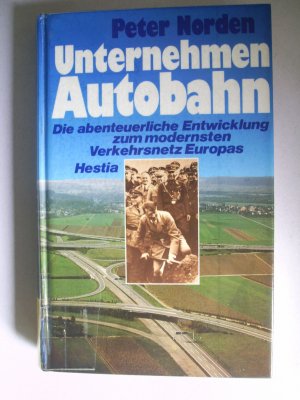 Peter Norden
Unternehmen
Autobahn
Die abenteuerliche Entwicklung
zum modernsten
Verkehrsnetz Europas
Hestia